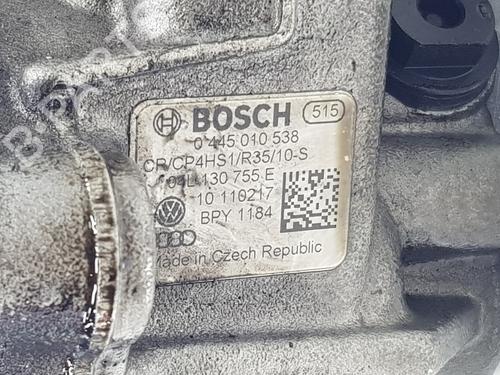 BOSCH 515
0 445 010 538
CR/CP4HS1/R35/10-S
04L 130 755 E
10 110217
BPY 1184
Made in Czech Republic